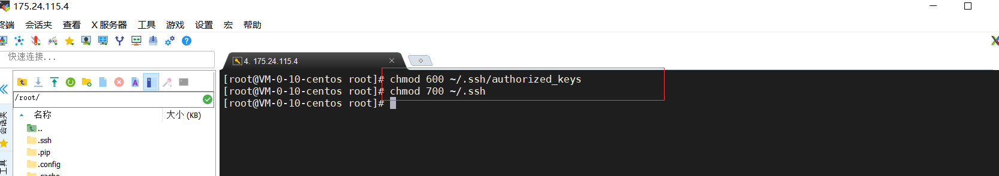 175.24.115.4
终端 会话夹 查看 X 服务器 工具 游戏 设置 宏 帮助
快速连接...
4. 175.24.115.4
[root@VM-0-10-centos root]# chmod 600 ~/.ssh/authorized_keys
[root@VM-0-10-centos root]# chmod 700 ~/.ssh
[root@VM-0-10-centos root]#
/root/
名称 大小 (KB)
..
.ssh
.pip
.config
.cache
会话夹
工具